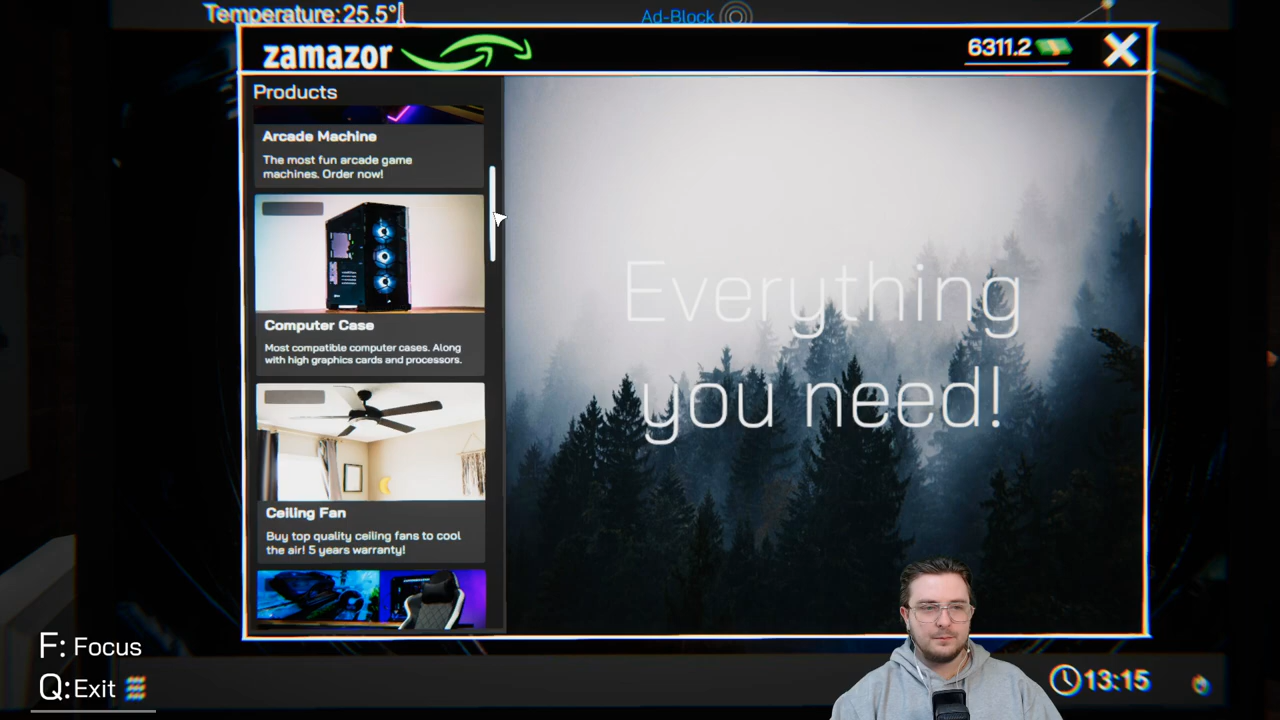 Temperature: 25.5°
Ad-Block
zamazor
6311.2
Products
Arcade Machine
The most fun arcade game
machines. Order now!
Computer Case
Most compatible computer cases. Along
with high graphics cards and processors.
Ceiling Fan
Buy top quality ceiling fans to cool
the air! 5 years warranty!
Everything
you need!
F: Focus
Q: Exit
13:15